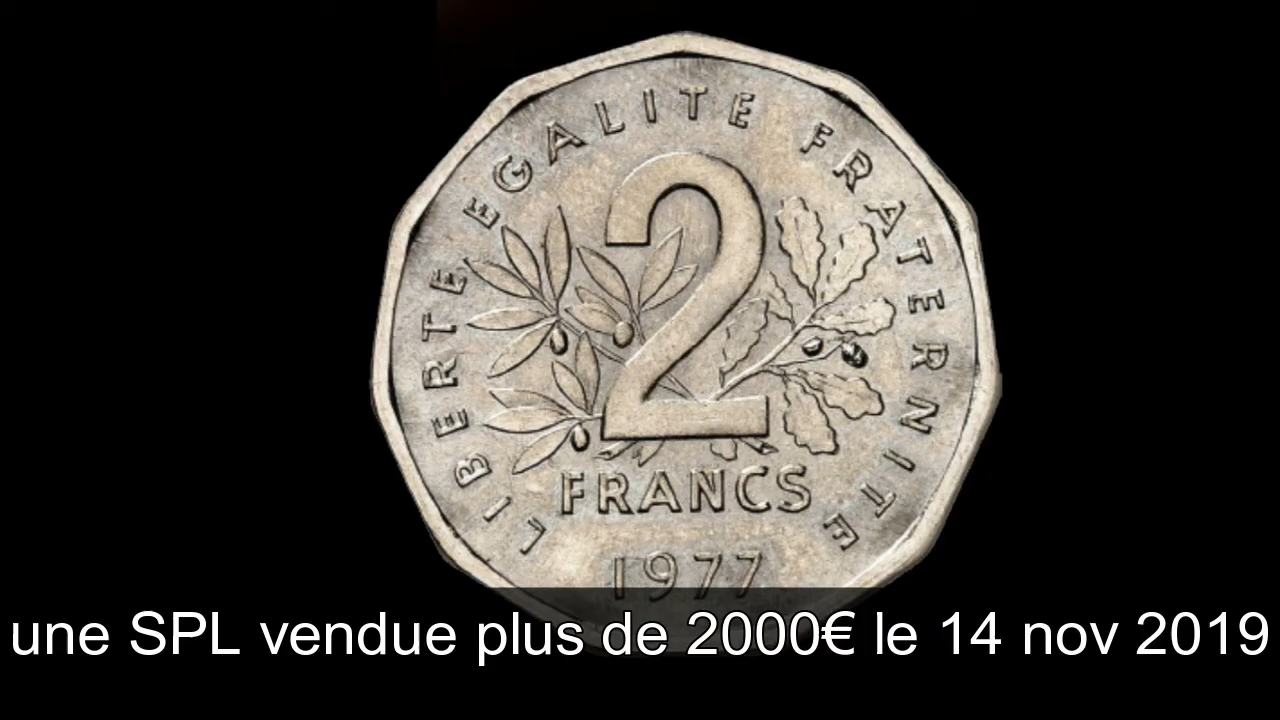 LIBERTE EGALITE FRATERNITE
2
FRANCS
1977
une SPL vendue plus de 2000€ le 14 nov 2019